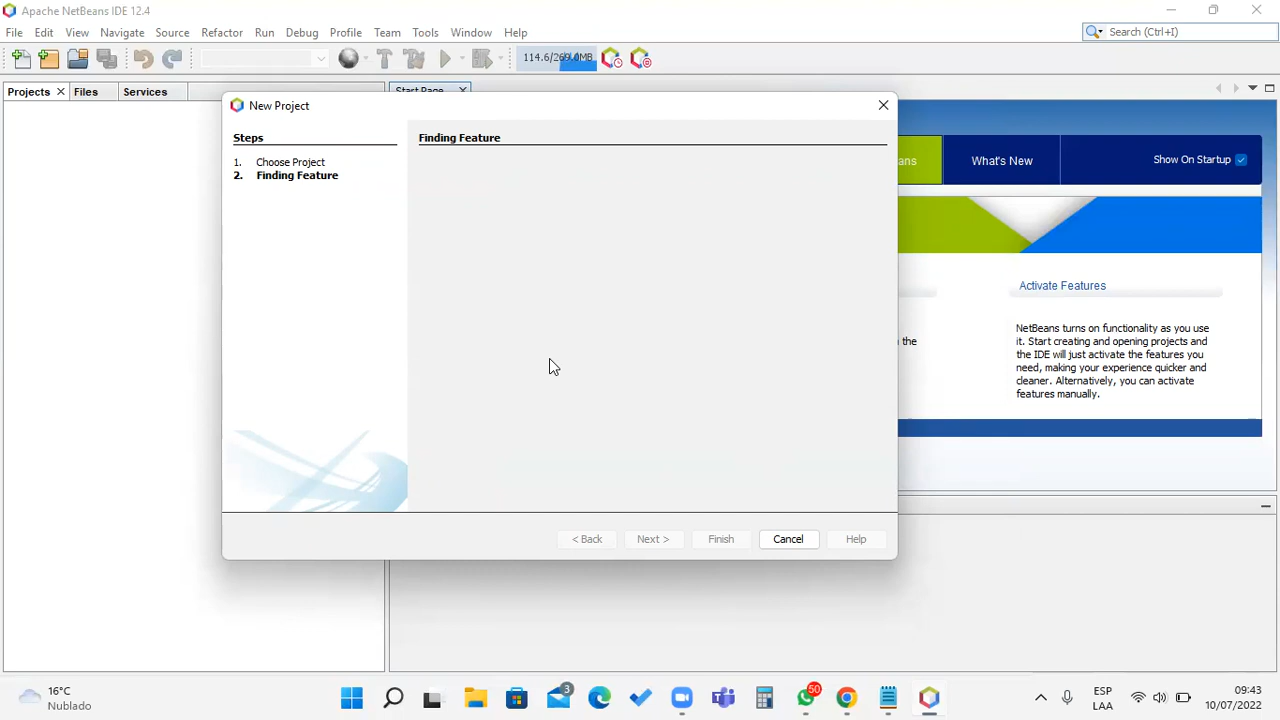 Apache NetBeans IDE 12.4
File Edit View Navigate Source Refactor Run Debug Profile Team Tools Window Help
Search (Ctrl+I)
114.6/269.0MB
Projects Files Services
Start Page
New Project
Steps
1. Choose Project
2. Finding Feature
Finding Feature
< Back Next > Finish Cancel Help
What's New
Show On Startup
Activate Features
the
NetBeans turns on functionality as you use
it. Start creating and opening projects and
the IDE will just activate the features you
need, making your experience quicker and
cleaner. Alternatively, you can activate
features manually.
16°C
Nublado
3
50
ESP
LAA
09:43
10/07/2022